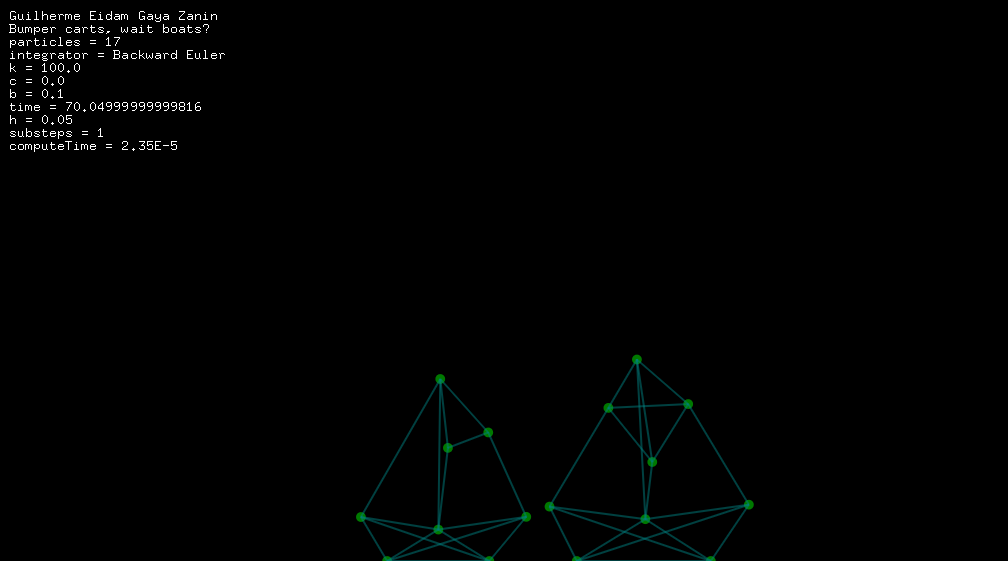 Guilherme Eidam Gaya Zanin
Bumper carts, wait boats?
particles = 17
integrator = Backward Euler
k = 100.0
c = 0.0
b = 0.1
time = 70.04999999999816
h = 0.05
substeps = 1
computeTime = 2.35E-5